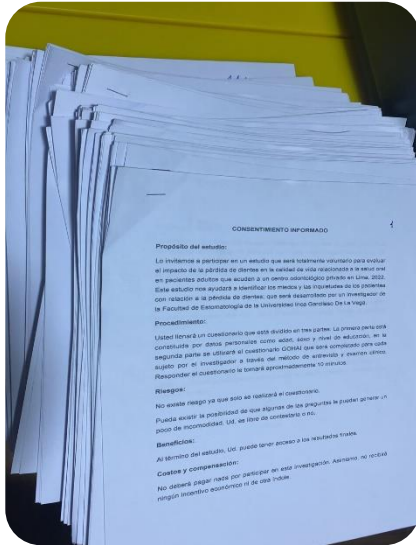 CONSENTIMIENTO INFORMADO
Propósito del estudio:
Lo invitamos a participar en un estudio que será totalmente voluntario para evaluar
el impacto de la pérdida de dientes en la calidad de vida relacionada a la salud oral
en pacientes adultos que acuden a un centro odontológico privado en Lima, 2022.
Este estudio nos ayudará a identificar los miedos y las inquietudes de los pacientes
con relación a la pérdida de dientes, que será desarrollado por un investigador de
la Facultad de Estomatología de la Universidad Inca Garcilaso De La Vega.
Procedimiento:
Usted llenará un cuestionario que está dividido en tres partes. La primera parte está
constituida por datos personales como edad, sexo y nivel de educación, en la
segunda parte se utilizará el cuestionario GOHAI que será completado para cada
sujeto por el investigador a través del método de entrevista y examen clínico.
Responder el cuestionario le tomará aproximadamente 10 minutos.
Riesgos:
No existe riesgo ya que solo se realizará el cuestionario.
Pueda existir la posibilidad de que algunas de las preguntas le puedan generar un
poco de incomodidad. Ud. es libre de contestarlo o no.
Beneficios:
Al término del estudio, Ud. puede tener acceso a los resultados finales.
Costos y compensación:
No deberá pagar nada por participar en esta investigación. Asimismo, no recibirá
ningún incentivo económico ni de otra índole.